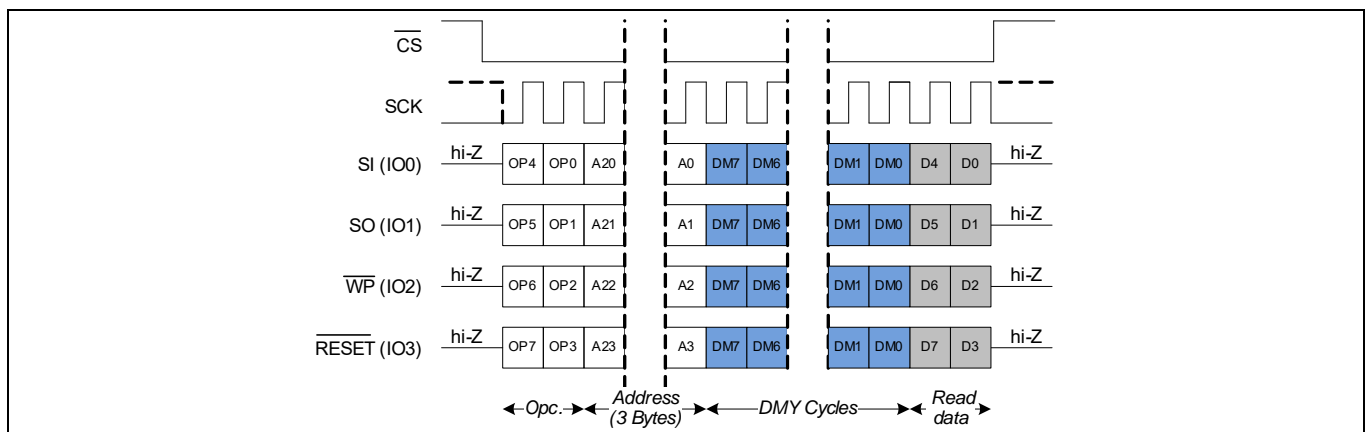 CS
SCK
SI (IO0) hi-Z OP4 OP0 A20 A0 DM7 DM6 DM1 DM0 D4 D0 hi-Z
SO (IO1) hi-Z OP5 OP1 A21 A1 DM7 DM6 DM1 DM0 D5 D1 hi-Z
WP (IO2) hi-Z OP6 OP2 A22 A2 DM7 DM6 DM1 DM0 D6 D2 hi-Z
RESET (IO3) hi-Z OP7 OP3 A23 A3 DM7 DM6 DM1 DM0 D7 D3 hi-Z
Opc. Address DMY Cycles Read
(3 Bytes) data